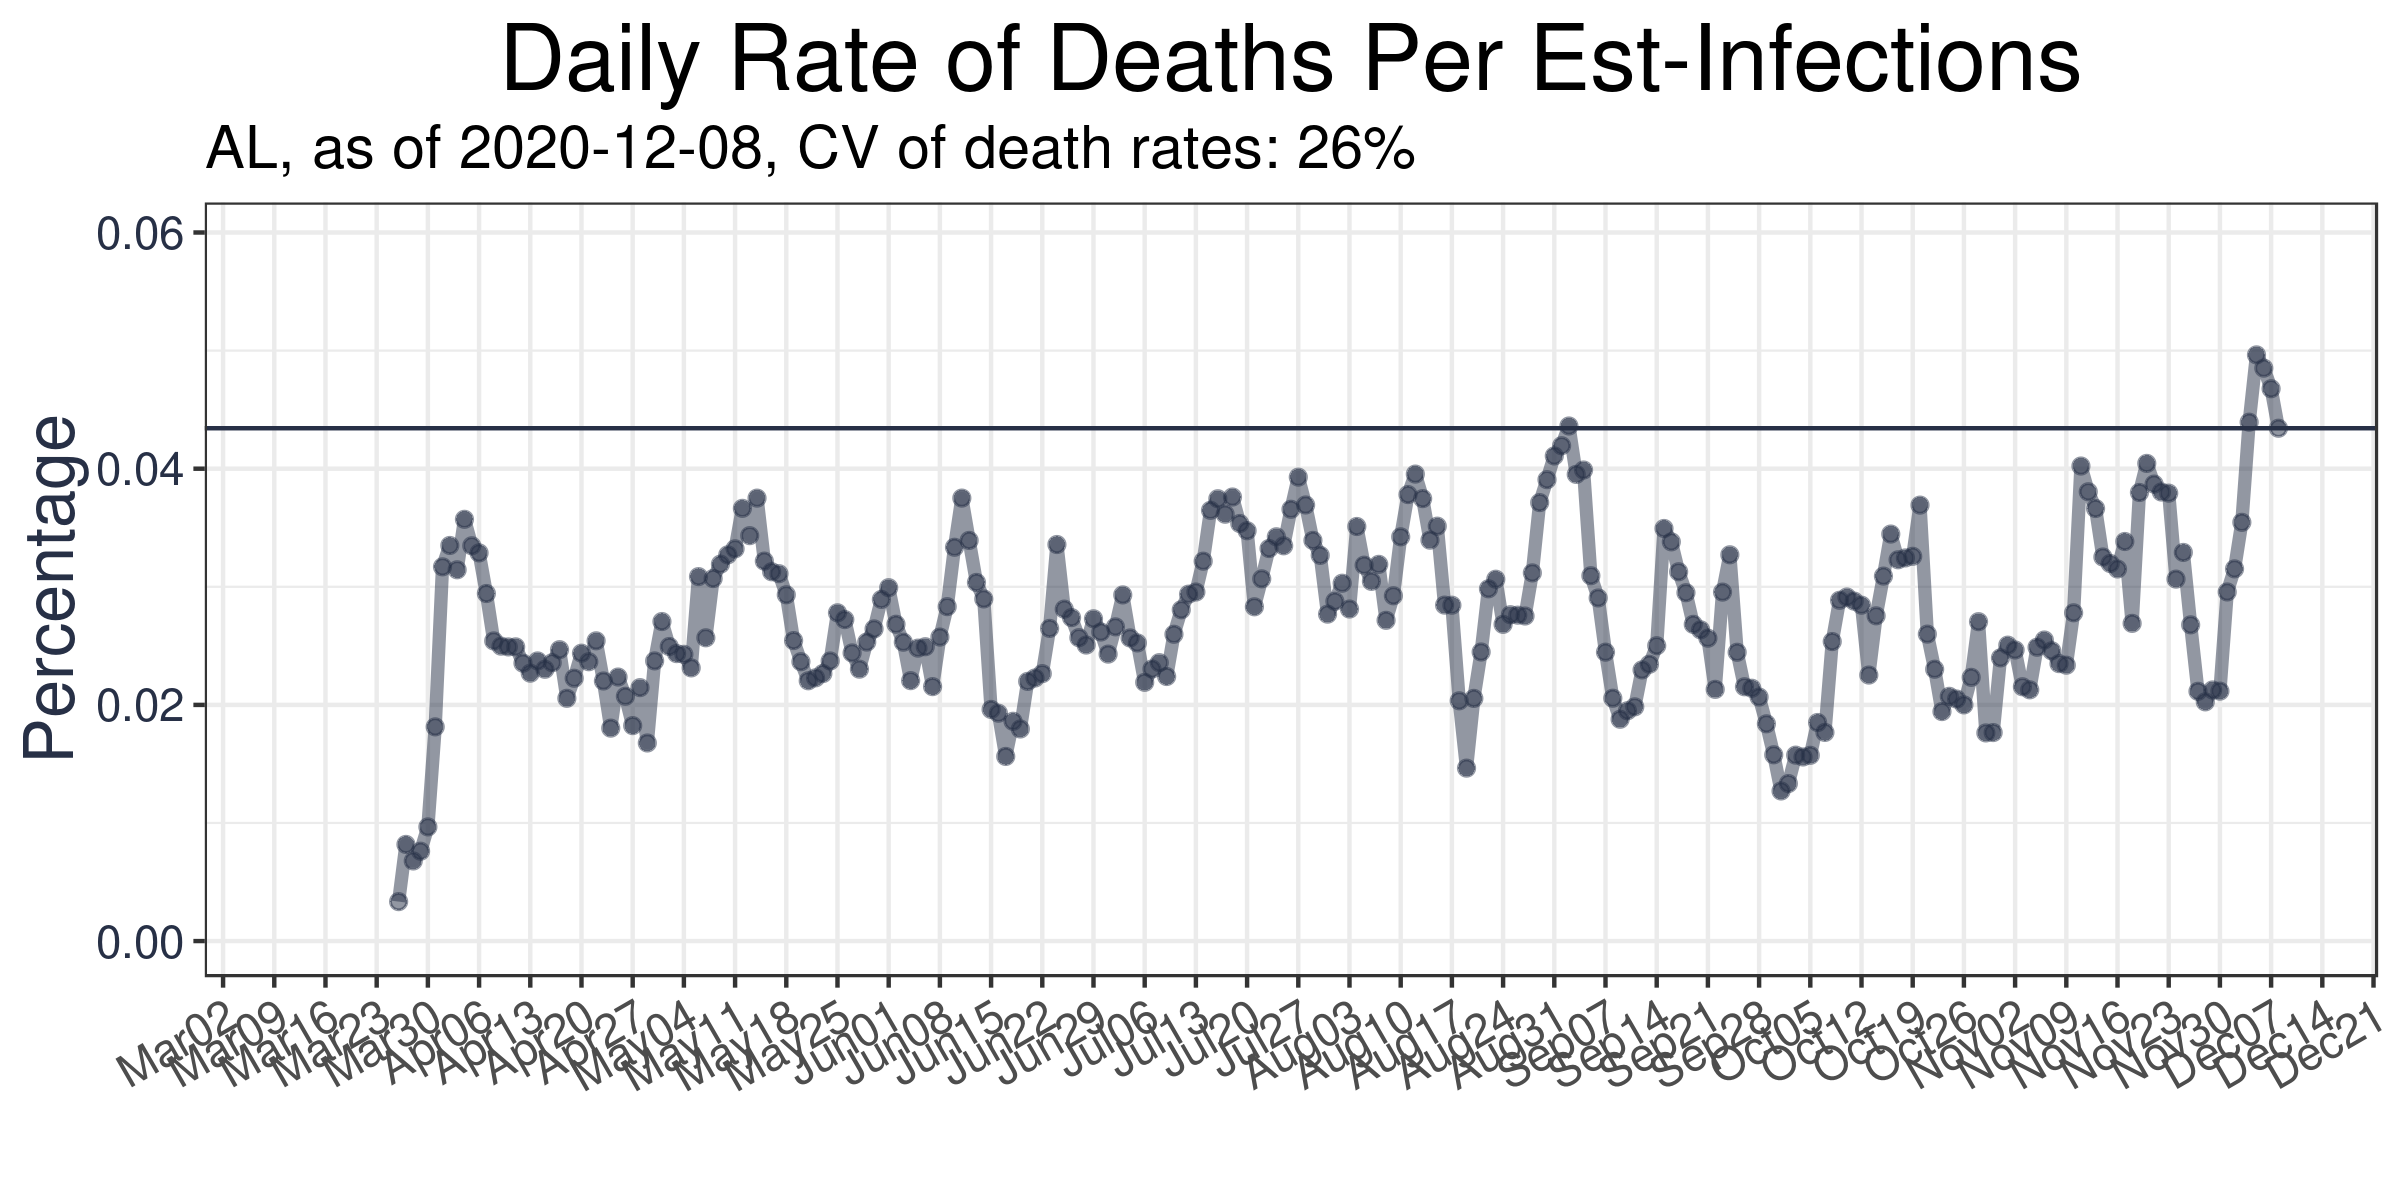 Daily Rate of Deaths Per Est-Infections
AL, as of 2020-12-08, CV of death rates: 26%
Percentage
0.06
0.04
0.02
0.00
Mar02
Mar09
Mar16
Mar23
Mar30
Apr06
Apr13
Apr20
Apr27
May04
May11
May18
May25
Jun01
Jun08
Jun15
Jun22
Jun29
Jul06
Jul13
Jul20
Jul27
Aug03
Aug10
Aug17
Aug24
Aug31
Sep07
Sep14
Sep21
Sep28
Oct05
Oct12
Oct19
Oct26
Nov02
Nov09
Nov16
Nov23
Nov30
Dec07
Dec14
Dec21